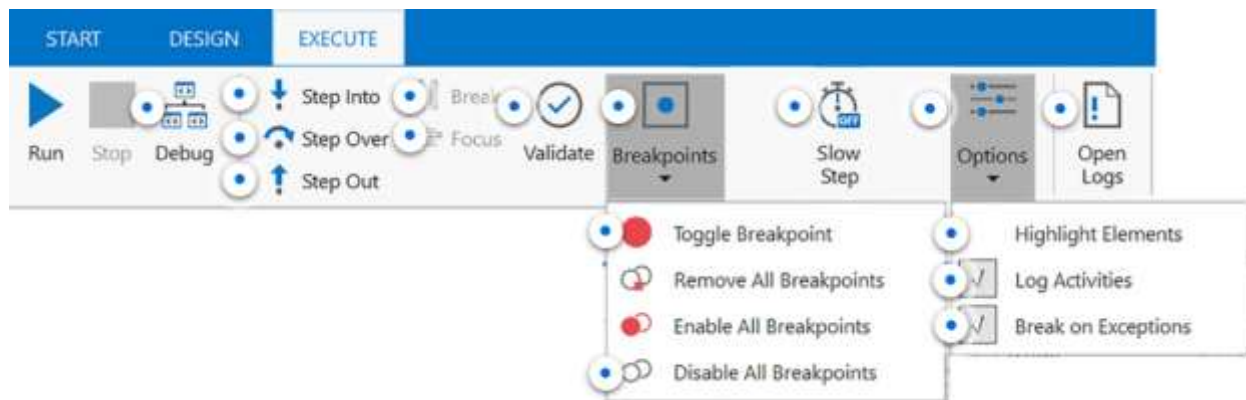 START DESIGN EXECUTE
Step Into Break
Step Over Focus
Run Stop Debug Validate Breakpoints Slow Step Options Open Logs
Step Out
OFF
Toggle Breakpoint
Highlight Elements
Remove All Breakpoints
Log Activities
Enable All Breakpoints
Break on Exceptions
Disable All Breakpoints